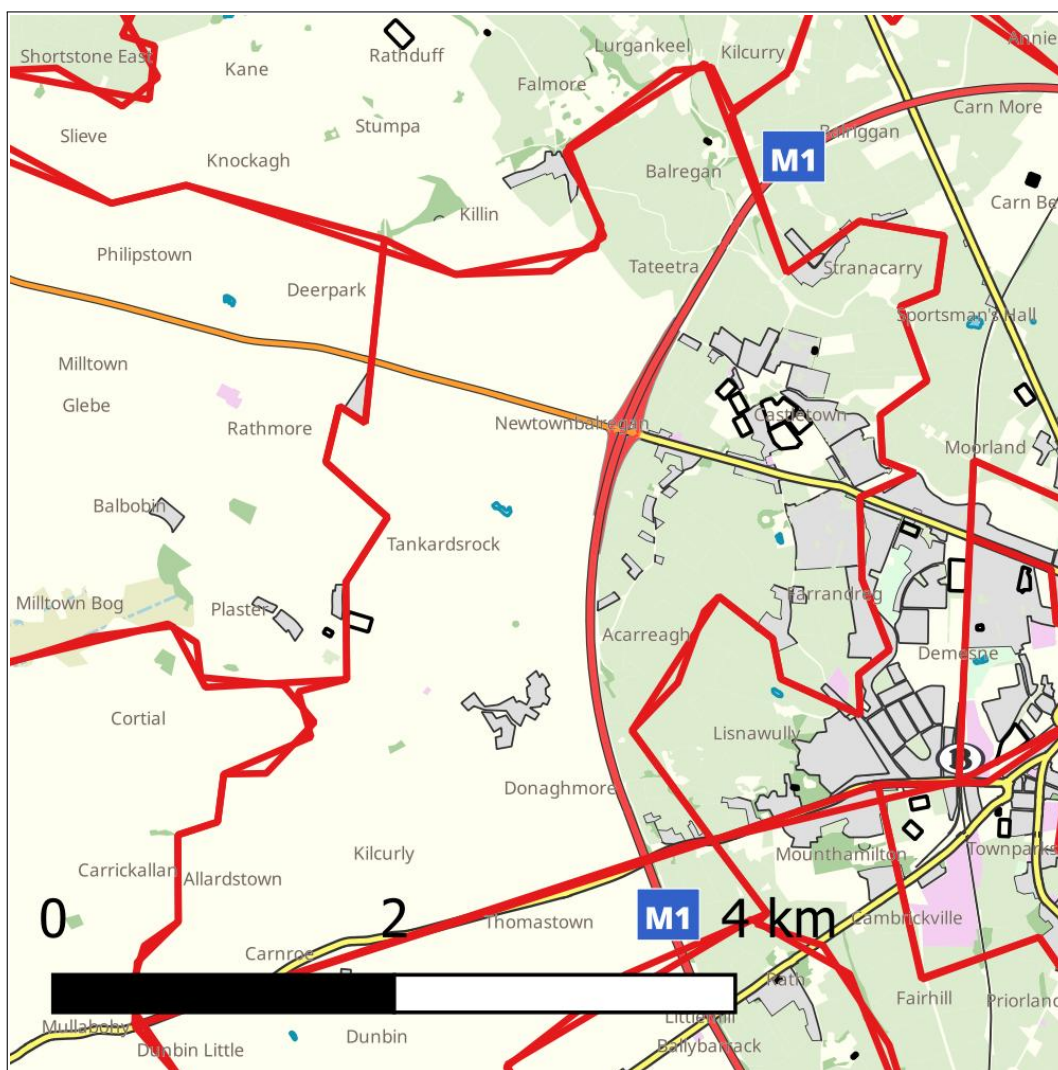 Lurgankeel
Annie
Kilcurry
Shortstone East
Rathduff
Kane
Falmore
Carn More
Stumpa
Slieve
M1
Knockagh
Balregan
Killin
Carn Be
Philipstown
Tateetra
Stranacarry
Deerpark
Sportsman's Hall
Milltown
Glebe
Castletown
Newtownbalregan
Rathmore
Moorland
Balbobin
Tankardsrock
Farrandreg
Milltown Bog
Plaster
Acarreagh
Demesne
Cortial
Lisnawully
Donaghmore
Kilcurly
Mounthamilton
Townparks
Carrickallan
Allardstown
0
2
4 km
M1
Thomastown
Cambrickville
Carnroe
Rath
Fairhill
Priorland
Mullabohy
Dunbin
Littlemill
Dunbin Little
Ballybarrack